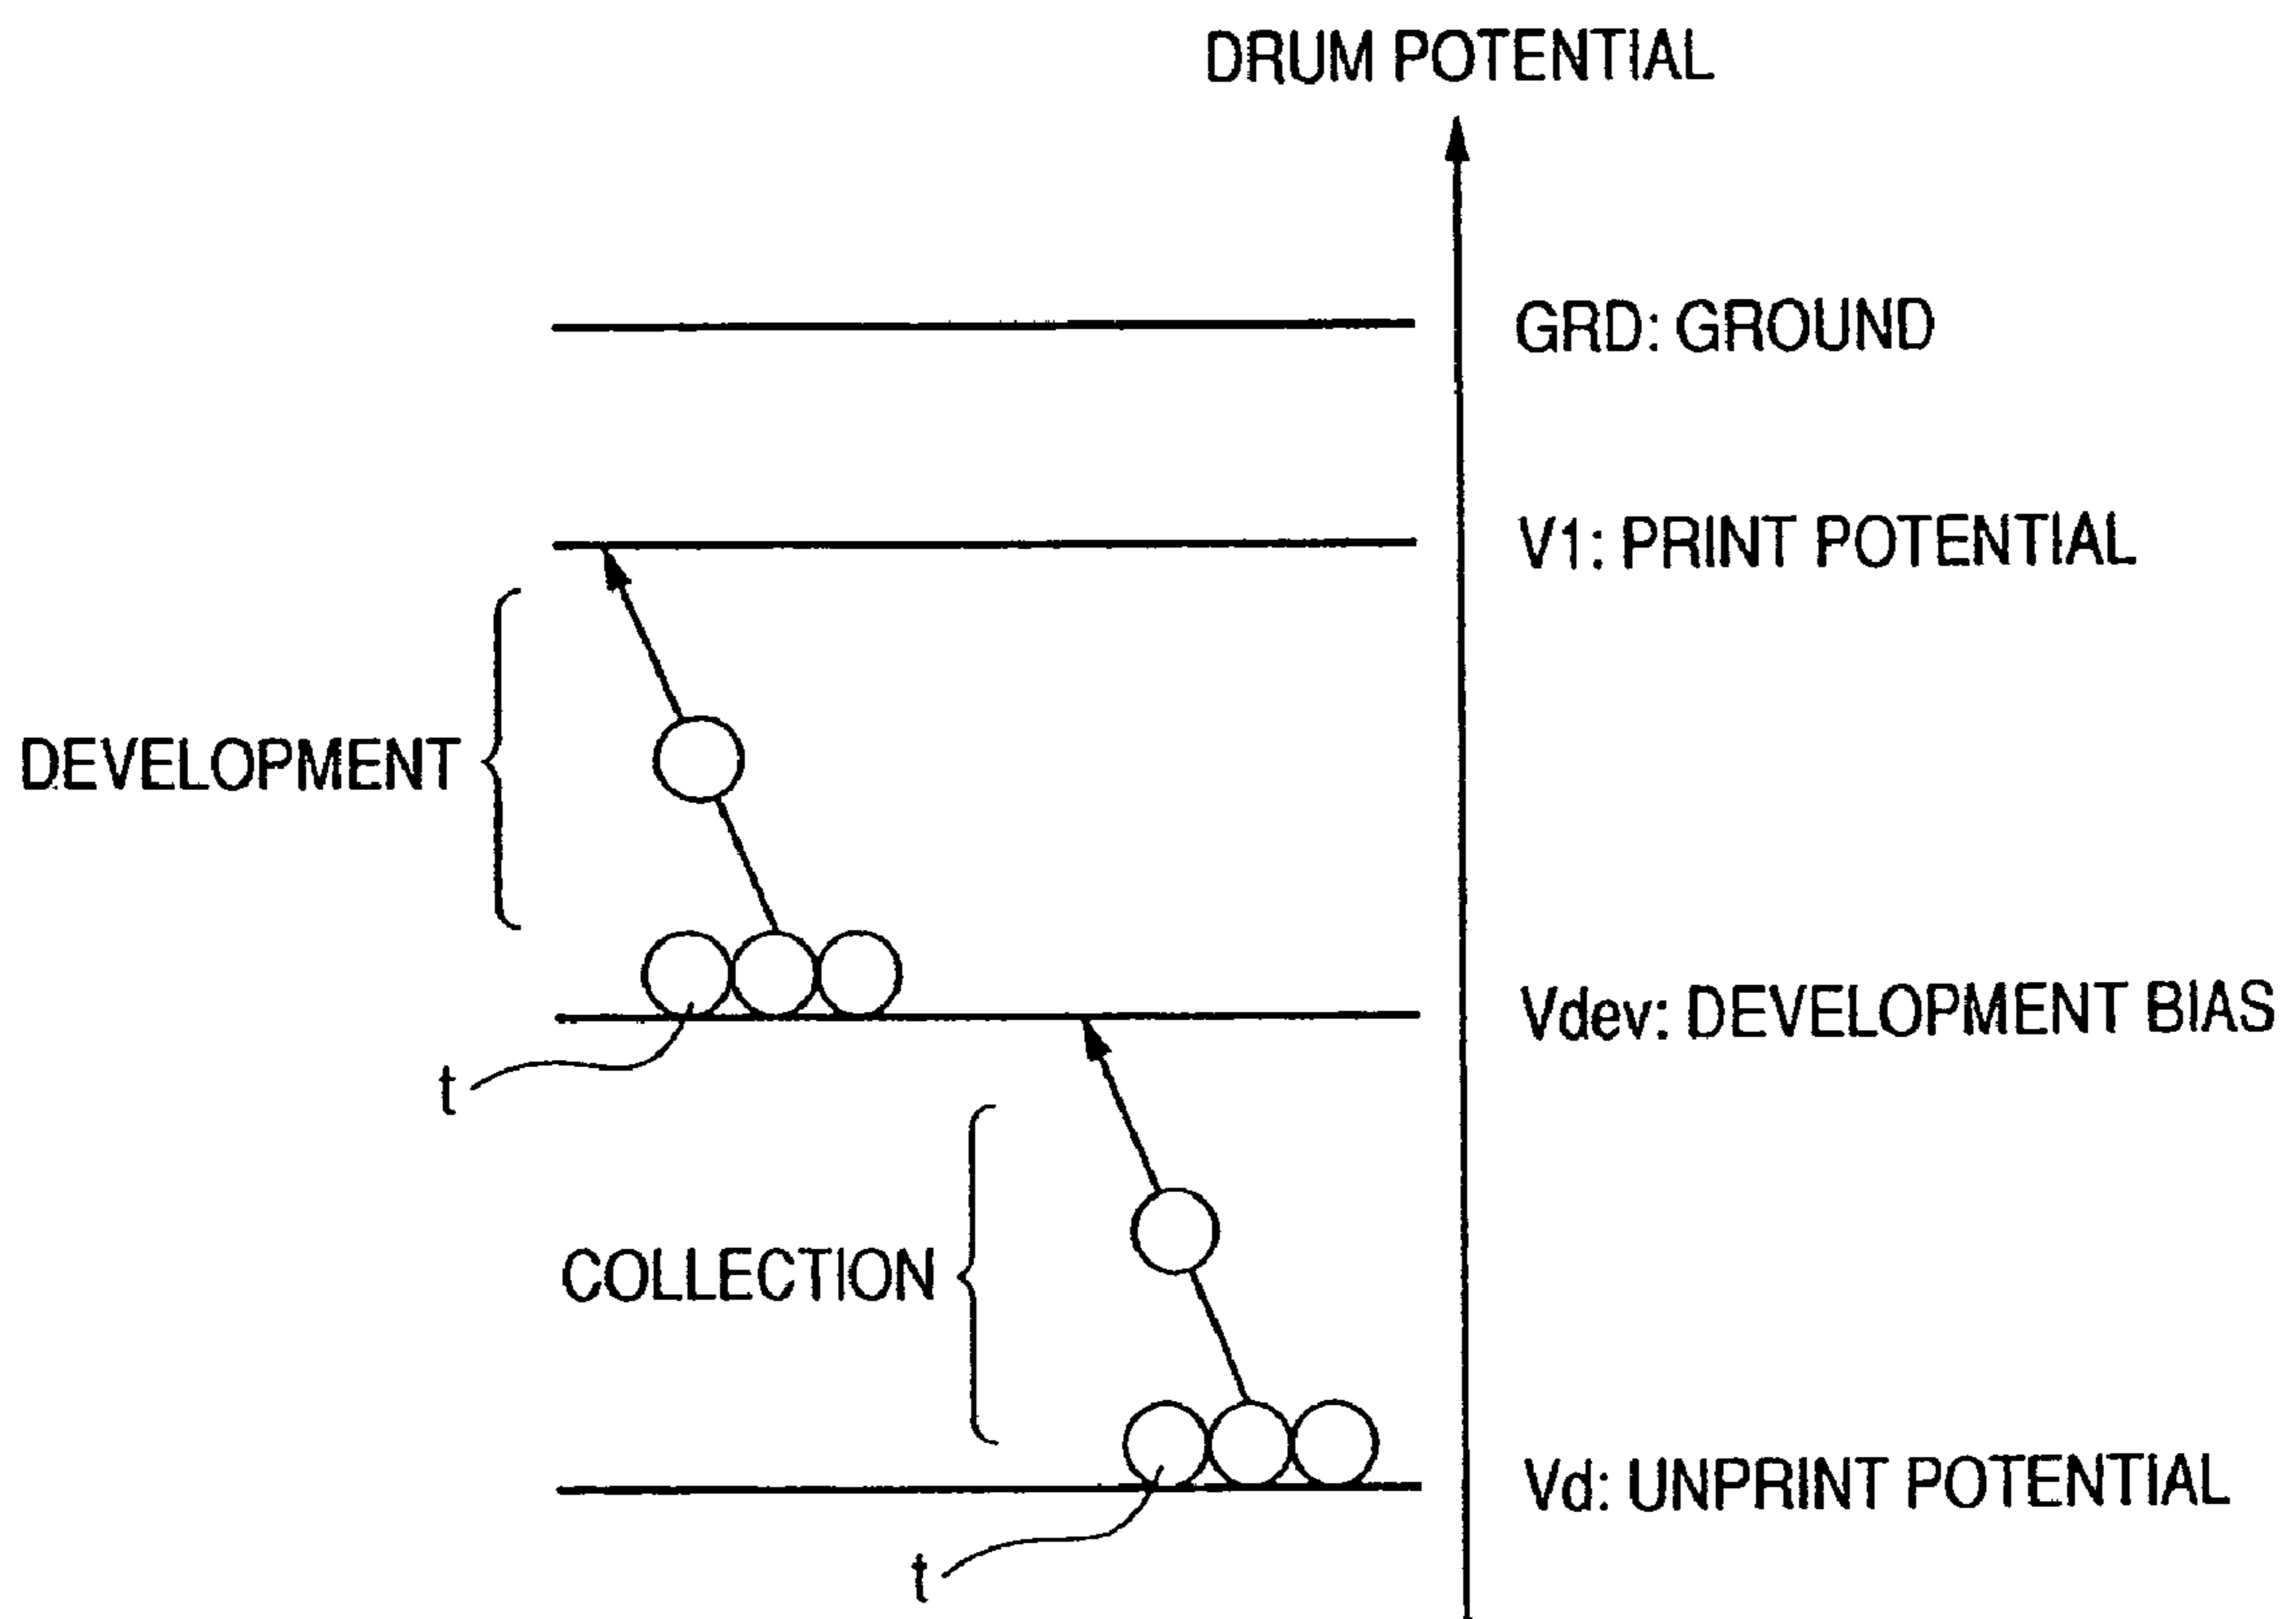 DRUM POTENTIAL
GRD: GROUND
V1: PRINT POTENTIAL
DEVELOPMENT
Vdev: DEVELOPMENT BIAS
t
COLLECTION
Vd: UNPRINT POTENTIAL
t